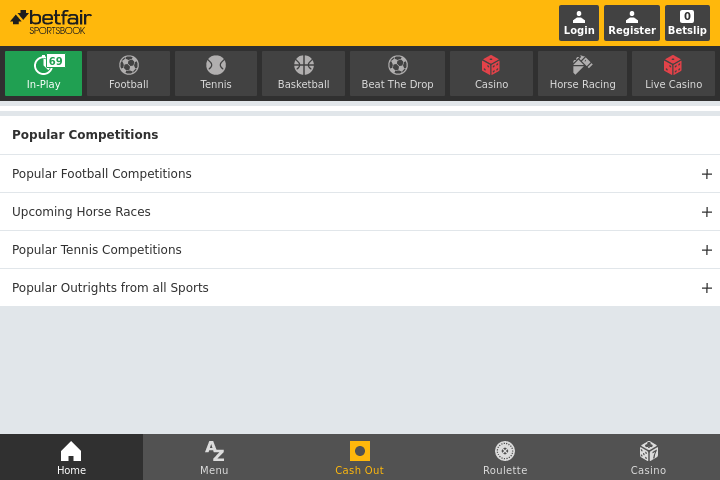 betfair
SPORTSBOOK
Login
Register
0
Betslip
69
In-Play
Football
Tennis
Basketball
Beat The Drop
Casino
Horse Racing
Live Casino
Popular Competitions
Popular Football Competitions
Upcoming Horse Races
Popular Tennis Competitions
Popular Outrights from all Sports
Home
AZ
Menu
Cash Out
Roulette
Casino